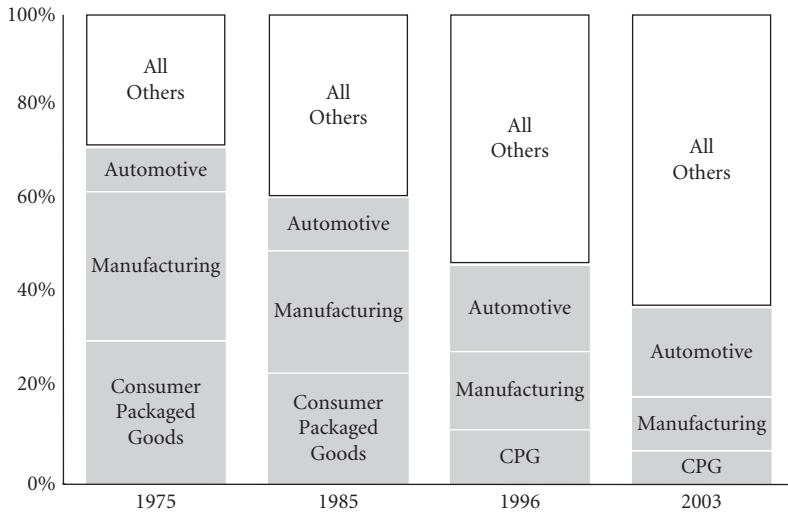 100%
80%
60%
40%
20%
0%
All
Others
Automotive
Manufacturing
Consumer
Packaged
Goods
1975
All
Others
Automotive
Manufacturing
Consumer
Packaged
Goods
1985
All
Others
Automotive
Manufacturing
CPG
1996
All
Others
Automotive
Manufacturing
CPG
2003